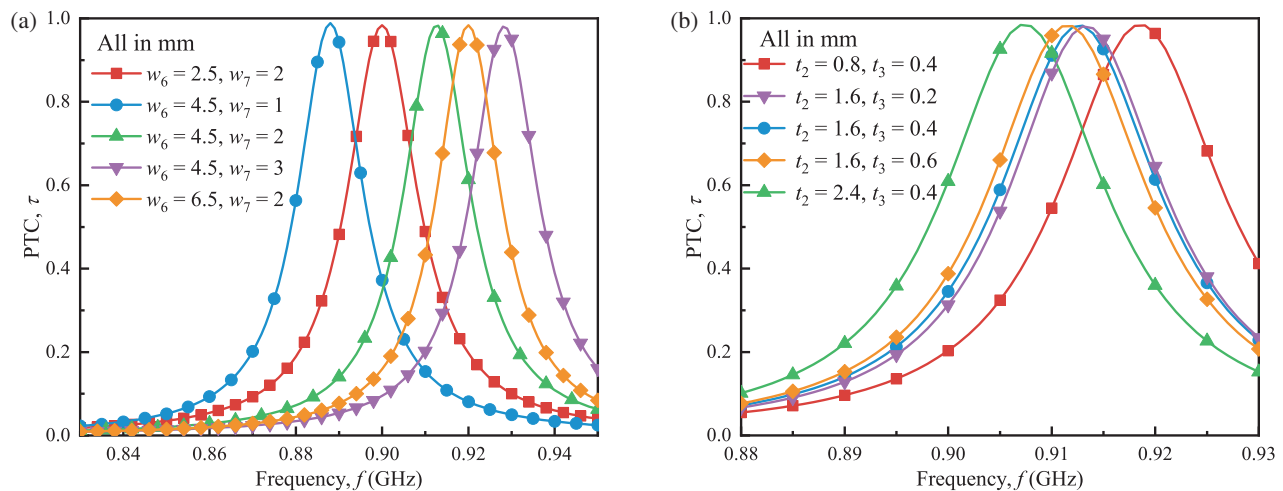 (a)
1.0
0.8
0.6
0.4
0.2
0.0
PTC, τ
All in mm
w₆ = 2.5, w₇ = 2
w₆ = 4.5, w₇ = 1
w₆ = 4.5, w₇ = 2
w₆ = 4.5, w₇ = 3
w₆ = 6.5, w₇ = 2
0.84 0.86 0.88 0.90 0.92 0.94
Frequency, f (GHz)
(b)
1.0
0.8
0.6
0.4
0.2
0.0
PTC, τ
All in mm
t₂ = 0.8, t₃ = 0.4
t₂ = 1.6, t₃ = 0.2
t₂ = 1.6, t₃ = 0.4
t₂ = 1.6, t₃ = 0.6
t₂ = 2.4, t₃ = 0.4
0.88 0.89 0.90 0.91 0.92 0.93
Frequency, f (GHz)